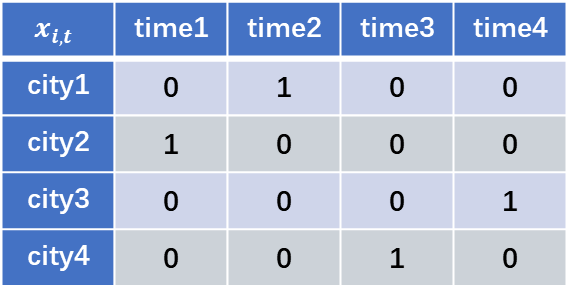 x_{i,t} time1 time2 time3 time4
city1 0 1 0 0
city2 1 0 0 0
city3 0 0 0 1
city4 0 0 1 0